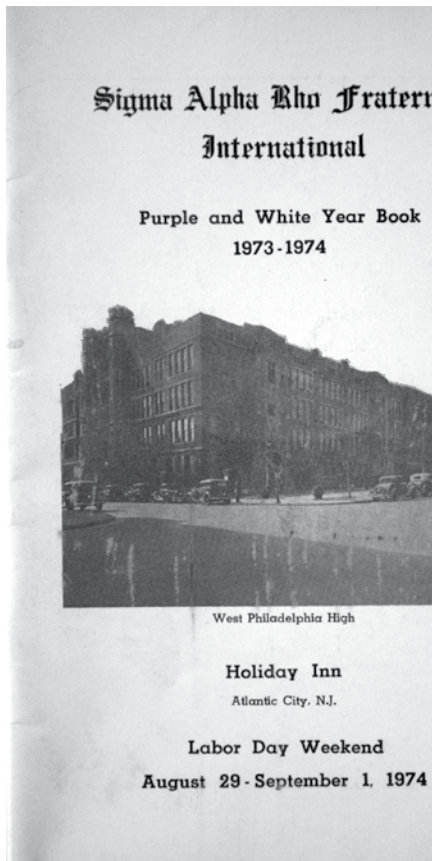 Sigma Alpha Rho Fratern
International
Purple and White Year Book
1973-1974
West Philadelphia High
Holiday Inn
Atlantic City, N.J.
Labor Day Weekend
August 29 - September 1, 1974